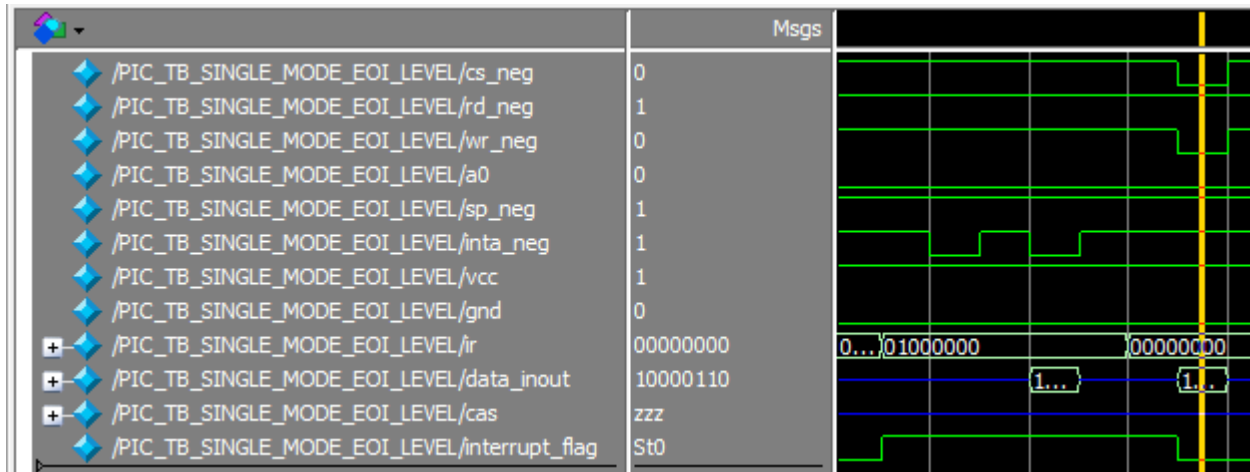 Msgs
/PIC_TB_SINGLE_MODE_EOI_LEVEL/cs_neg 0
/PIC_TB_SINGLE_MODE_EOI_LEVEL/rd_neg 1
/PIC_TB_SINGLE_MODE_EOI_LEVEL/wr_neg 0
/PIC_TB_SINGLE_MODE_EOI_LEVEL/a0 0
/PIC_TB_SINGLE_MODE_EOI_LEVEL/sp_neg 1
/PIC_TB_SINGLE_MODE_EOI_LEVEL/inta_neg 1
/PIC_TB_SINGLE_MODE_EOI_LEVEL/vcc 1
/PIC_TB_SINGLE_MODE_EOI_LEVEL/gnd 0
/PIC_TB_SINGLE_MODE_EOI_LEVEL/ir 00000000 0... 01000000 00000000
/PIC_TB_SINGLE_MODE_EOI_LEVEL/data_inout 10000110 1... 1...
/PIC_TB_SINGLE_MODE_EOI_LEVEL/cas zzz
/PIC_TB_SINGLE_MODE_EOI_LEVEL/interrupt_flag St0